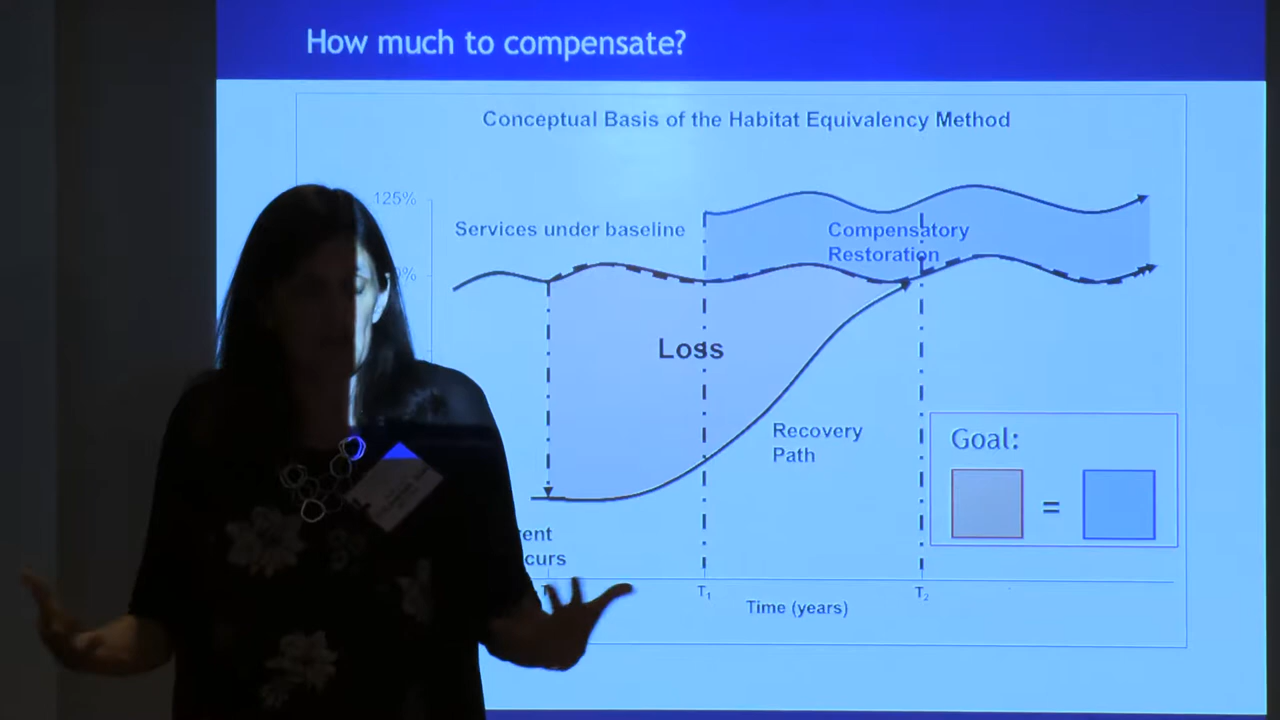 How much to compensate?
Conceptual Basis of the Habitat Equivalency Method
125%
Services under baseline
Compensatory
Restoration
Loss
Recovery
Path
Goal:
=
T1
T2
Time (years)